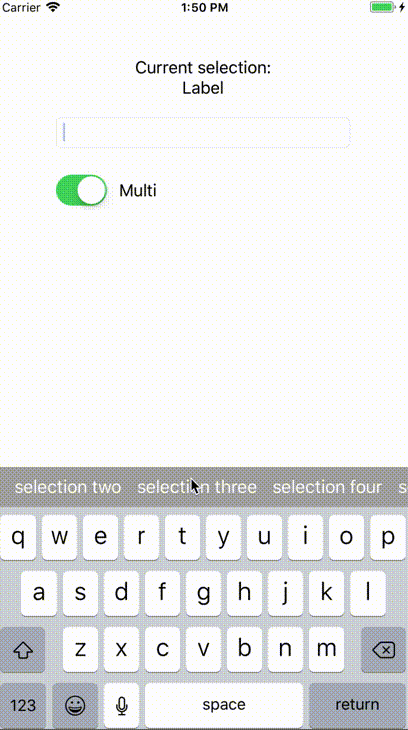 Carrier 1:50 PM
Current selection:
Label
Multi
selection two selection three selection four s
q w e r t y u i o p
a s d f g h j k l
z x c v b n m
123 space return